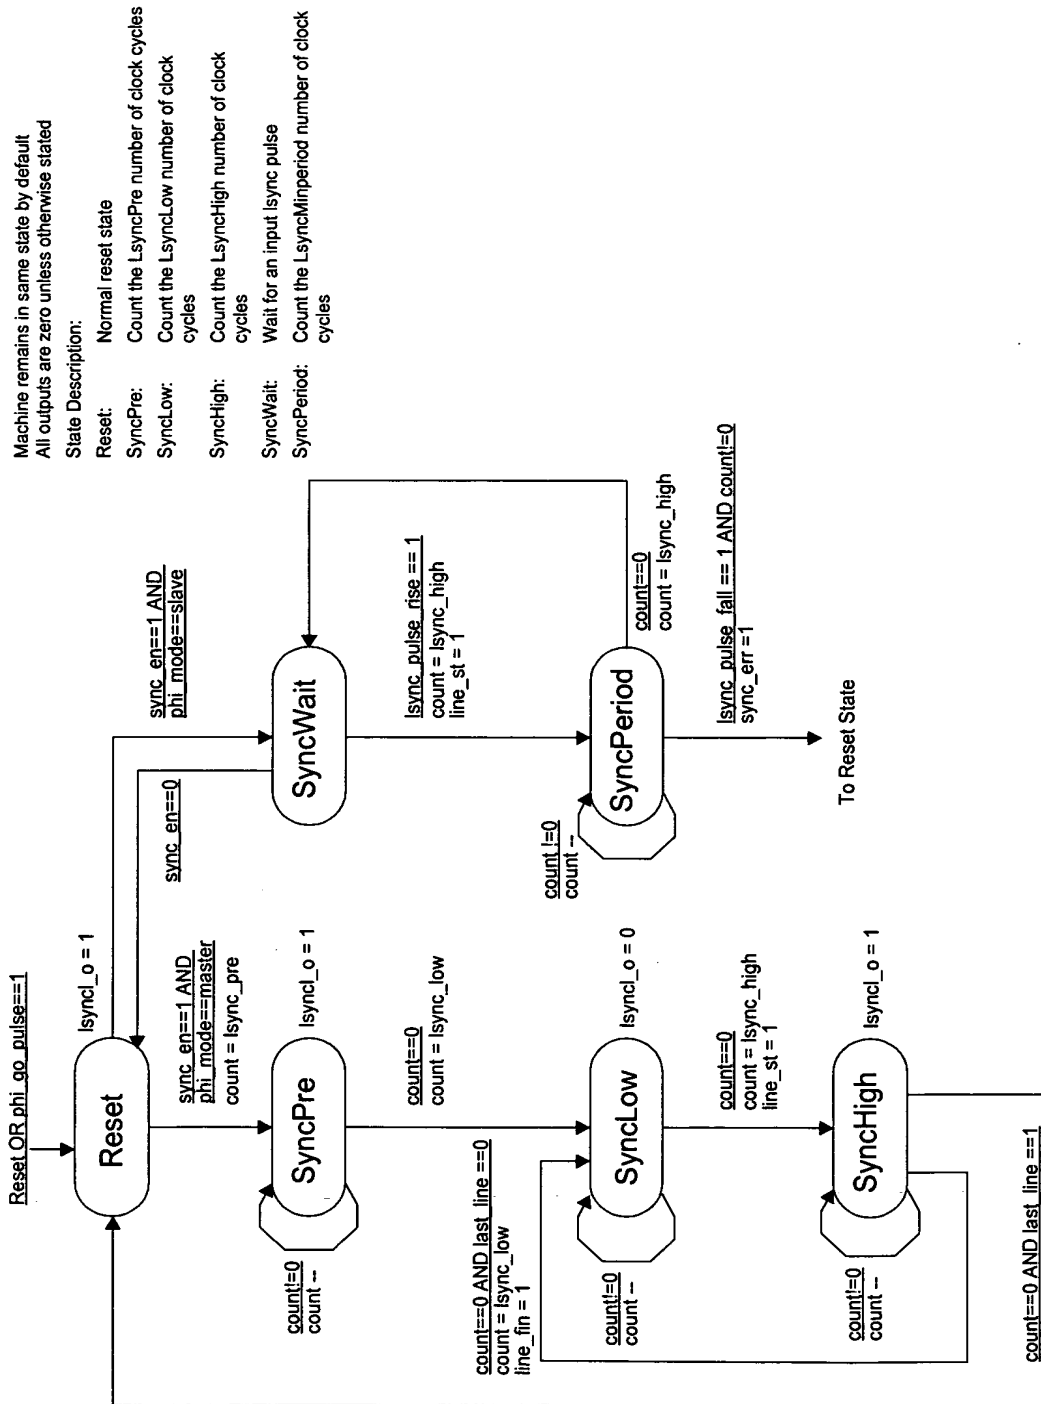 Machine remains in same state by default
All outputs are zero unless otherwise stated
State Description:
Reset: Normal reset state
SyncPre: Count the LsyncPre number of clock cycles
SyncLow: Count the LsyncLow number of clock
cycles
SyncHigh: Count the LsyncHigh number of clock
cycles
SyncWait: Wait for an input lsync pulse
SyncPeriod: Count the LsyncMinperiod number of clock
cycles
Reset OR phi_go_pulse==1
Reset
lsyncl_o = 1
sync_en==1 AND
phi_mode==slave
sync_en==0
sync_en==1 AND
phi_mode==master
count = lsync_pre
SyncPre
lsyncl_o = 1
count!=0
count --
count==0
count = lsync_low
SyncWait
lsync_pulse_rise == 1
count = lsync_high
line_st = 1
SyncPeriod
count !=0
count --
count==0
count = lsync_high
lsync_pulse_fall == 1 AND count!=0
sync_err =1
To Reset State
count==0 AND last_line ==0
count = lsync_low
line_fin = 1
SyncLow
lsyncl_o = 0
count!=0
count --
count==0
count = lsync_high
line_st = 1
SyncHigh
lsyncl_o = 1
count!=0
count --
count==0 AND last_line ==1